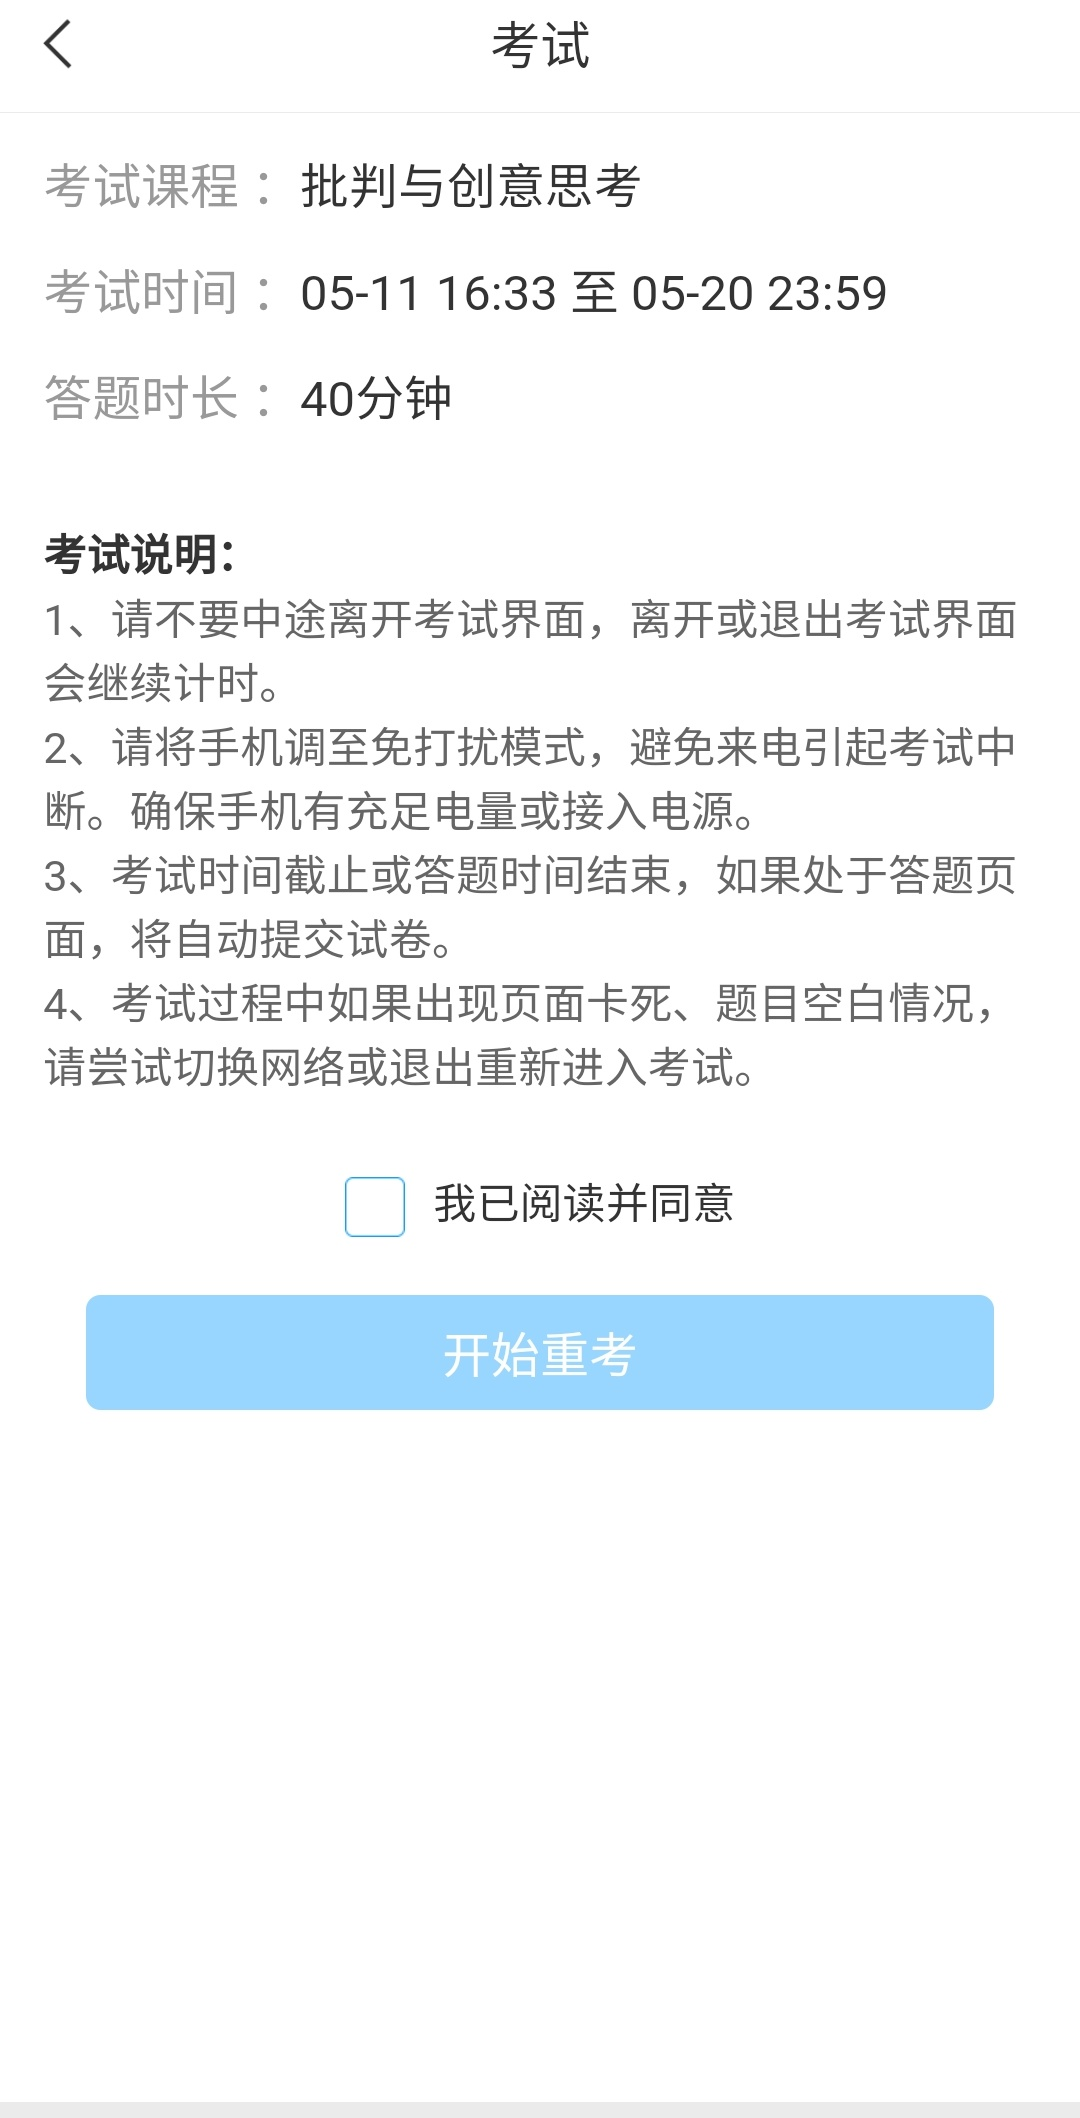 考试
考试课程： 批判与创意思考
考试时间： 05-11 16:33 至 05-20 23:59
答题时长： 40分钟
考试说明：
1、请不要中途离开考试界面，离开或退出考试界面
会继续计时。
2、请将手机调至免打扰模式，避免来电引起考试中
断。确保手机有充足电量或接入电源。
3、考试时间截止或答题时间结束，如果处于答题页
面，将自动提交试卷。
4、考试过程中如果出现页面卡死、题目空白情况，
请尝试切换网络或退出重新进入考试。
我已阅读并同意
开始重考